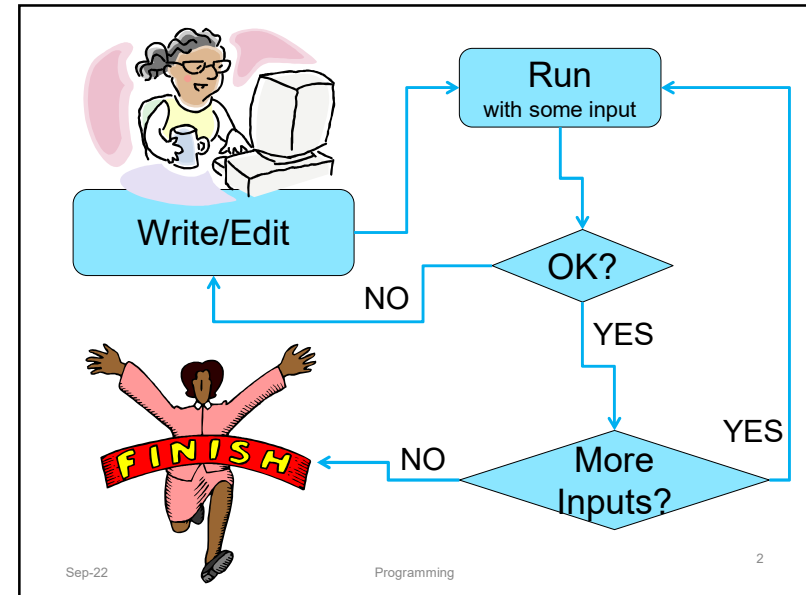 Run
with some input
Write/Edit
OK?
NO
YES
YES
FINISH
NO
More
Inputs?
Sep-22
Programming
2